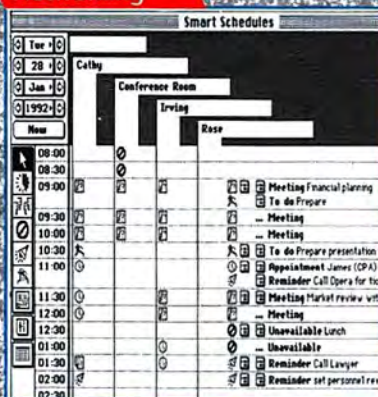 Smart Schedules
Tue
28
Jan
1992
Now
Cathy
Conference Room
Irving
Rose
08:00
08:30
09:00 Meeting Financial planning
To do Prepare
09:30 ... Meeting
10:00 ... Meeting
10:30 To do Prepare presentation
11:00 Appointment James (CPA)
Reminder Call Opera for
11:30 Meeting Market review
12:00 ... Meeting
12:30 Unavailable Lunch
01:00 ... Unavailable
01:30 Reminder Call Lawyer
02:00 Reminder set personnel
02:30